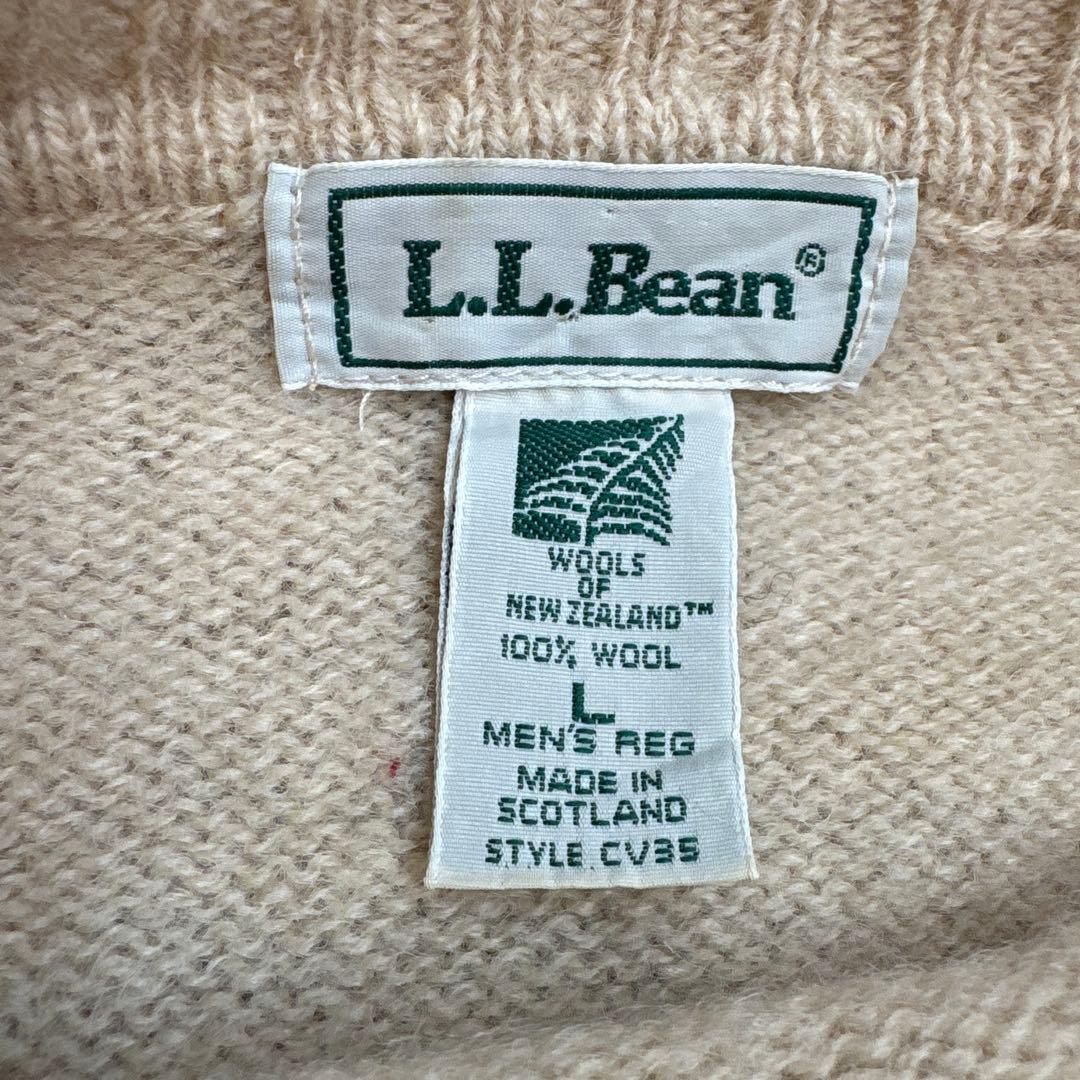 L.L.Bean®
WOOLS
OF
NEW ZEALAND™
100% WOOL
L
MEN'S REG
MADE IN
SCOTLAND
STYLE.CV35